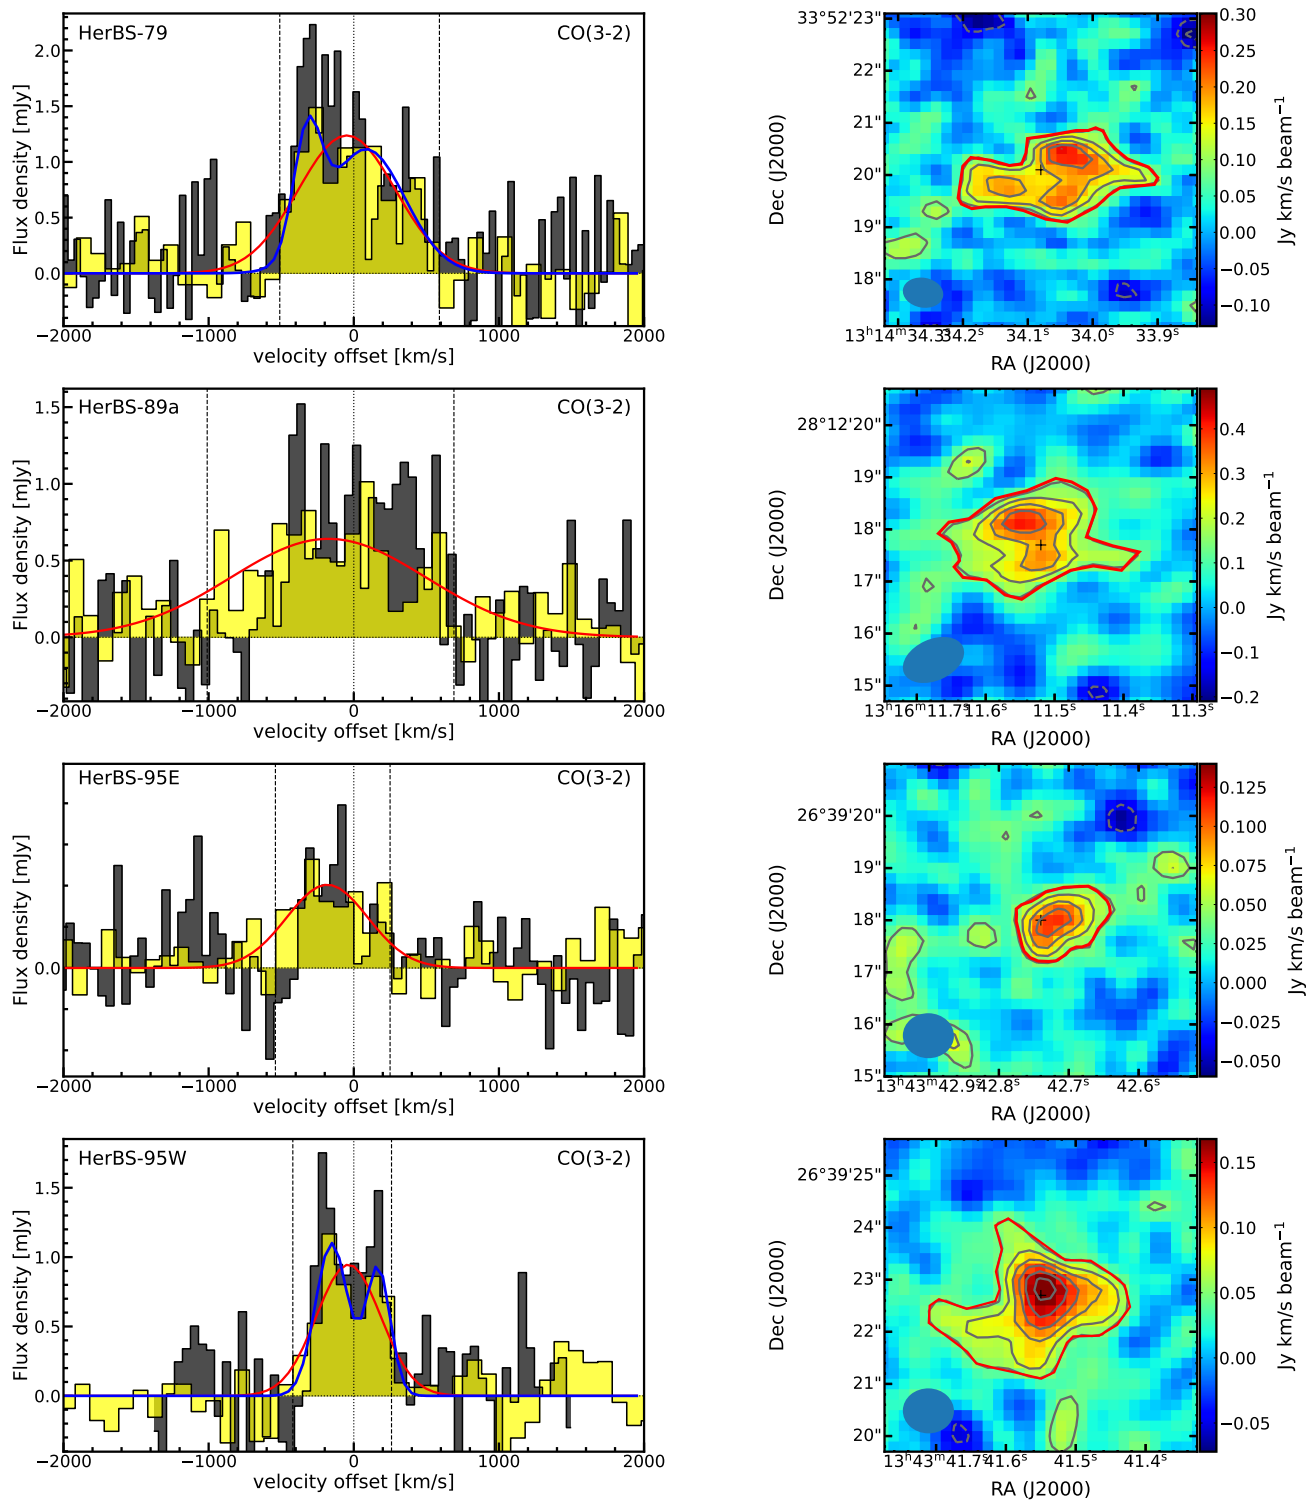 HerBS-79 CO(3-2)
Flux density [mJy]
2.0
1.5
1.0
0.5
0.0
−2000 −1000 0 1000 2000
velocity offset [km/s]
33°52'23"
22"
21"
20"
19"
18"
Dec (J2000)
13ʰ14ᵐ34.3ˢ 34.2ˢ 34.1ˢ 34.0ˢ 33.9ˢ
RA (J2000)
0.30
0.25
0.20
0.15
0.10
0.05
0.00
−0.05
−0.10
Jy km/s beam⁻¹
HerBS-89a CO(3-2)
Flux density [mJy]
1.5
1.0
0.5
0.0
−2000 −1000 0 1000 2000
velocity offset [km/s]
28°12'20"
19"
18"
17"
16"
15"
Dec (J2000)
13ʰ16ᵐ11.7ˢ 11.6ˢ 11.5ˢ 11.4ˢ 11.3ˢ
RA (J2000)
0.4
0.3
0.2
0.1
0.0
−0.1
−0.2
Jy km/s beam⁻¹
HerBS-95E CO(3-2)
Flux density [mJy]
0.0
−2000 −1000 0 1000 2000
velocity offset [km/s]
26°39'20"
19"
18"
17"
16"
15"
Dec (J2000)
13ʰ43ᵐ42.9ˢ 42.8ˢ 42.7ˢ 42.6ˢ
RA (J2000)
0.125
0.100
0.075
0.050
0.025
0.000
−0.025
−0.050
Jy km/s beam⁻¹
HerBS-95W CO(3-2)
Flux density [mJy]
1.5
1.0
0.5
0.0
−2000 −1000 0 1000 2000
velocity offset [km/s]
26°39'25"
24"
23"
22"
21"
20"
Dec (J2000)
13ʰ43ᵐ41.7ˢ 41.6ˢ 41.5ˢ 41.4ˢ
RA (J2000)
0.15
0.10
0.05
0.00
−0.05
Jy km/s beam⁻¹